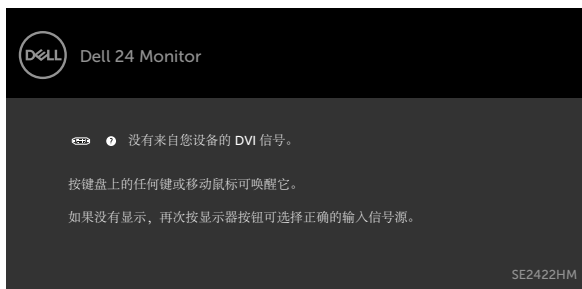 DELL
Dell 24 Monitor
? 没有来自您设备的 DVI 信号。
按键盘上的任何键或移动鼠标可唤醒它。
如果没有显示，再次按显示器按钮可选择正确的输入信号源。
SE2422HM